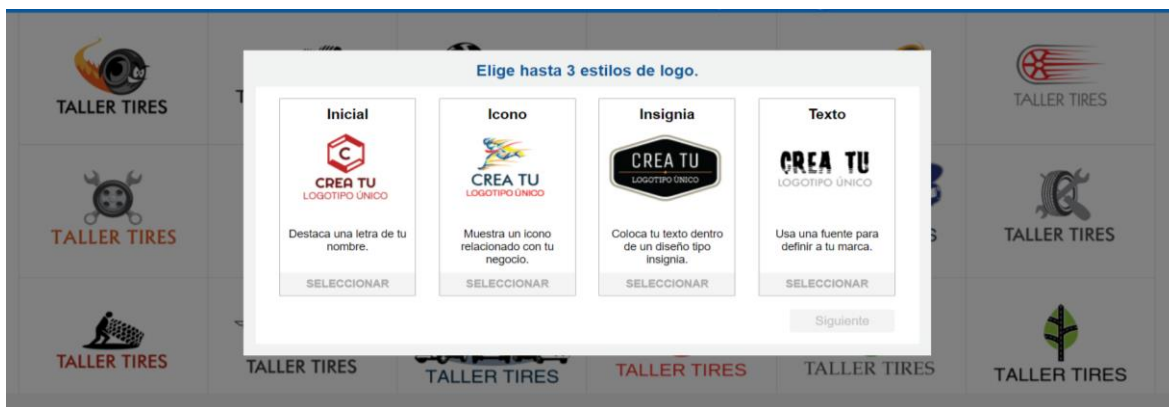 Elige hasta 3 estilos de logo.
Inicial
C
CREA TU
LOGOTIPO ÚNICO
Destaca una letra de tu
nombre.
SELECCIONAR
Icono
CREA TU
LOGOTIPO ÚNICO
Muestra un icono
relacionado con tu
negocio.
SELECCIONAR
Insignia
CREA TU
LOGOTIPO ÚNICO
Coloca tu texto dentro
de un diseño tipo
insignia.
SELECCIONAR
Texto
CREA TU
LOGOTIPO ÚNICO
Usa una fuente para
definir a tu marca.
SELECCIONAR
Siguiente
TALLER TIRES
TALLER TIRES
TALLER TIRES
TALLER TIRES
TALLER TIRES
TALLER TIRES
TALLER TIRES
TALLER TIRES
TALLER TIRES
TALLER TIRES